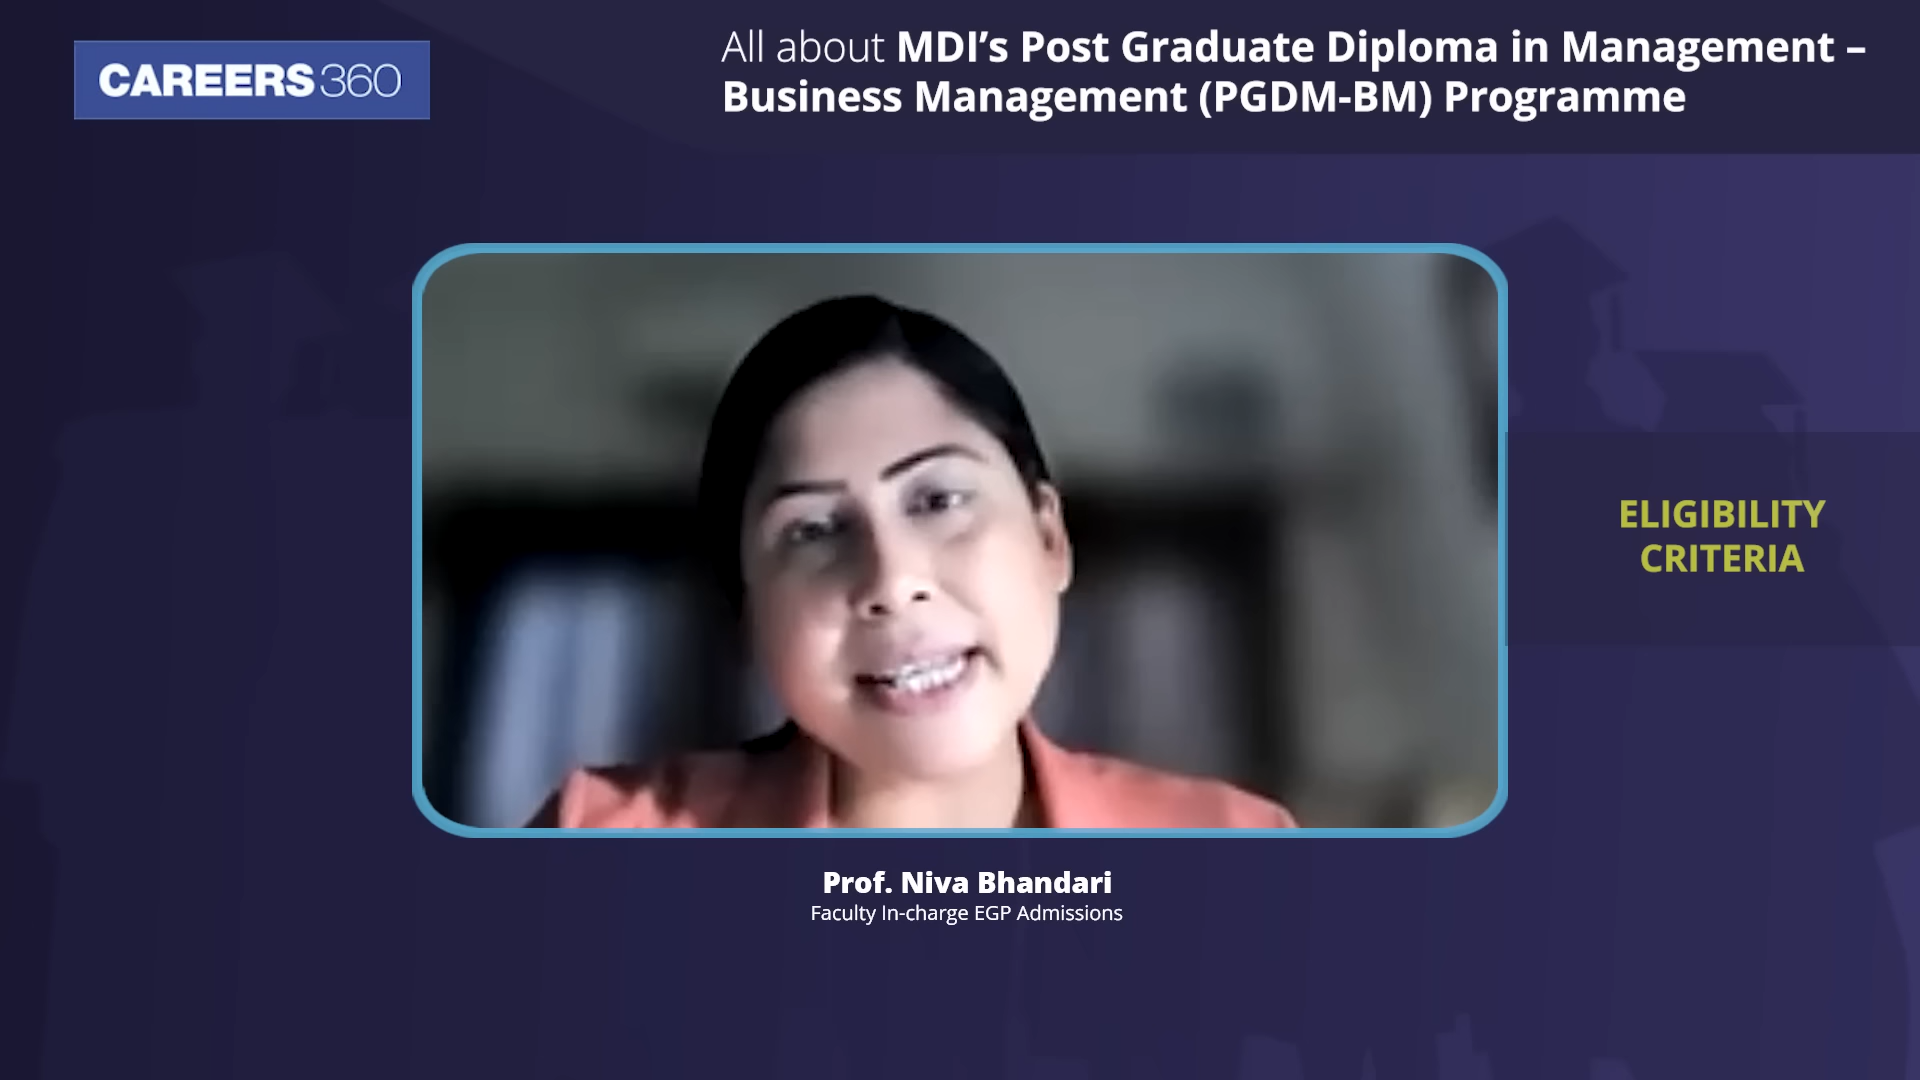 CAREERS360
All about MDI’s Post Graduate Diploma in Management –
Business Management (PGDM-BM) Programme
ELIGIBILITY
CRITERIA
Prof. Niva Bhandari
Faculty In-charge EGP Admissions